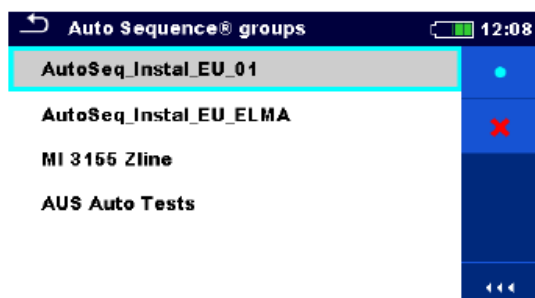 Auto Sequence® groups 12:08
AutoSeq_Instal_EU_01
AutoSeq_Instal_EU_ELMA
MI 3155 Zline
AUS Auto Tests